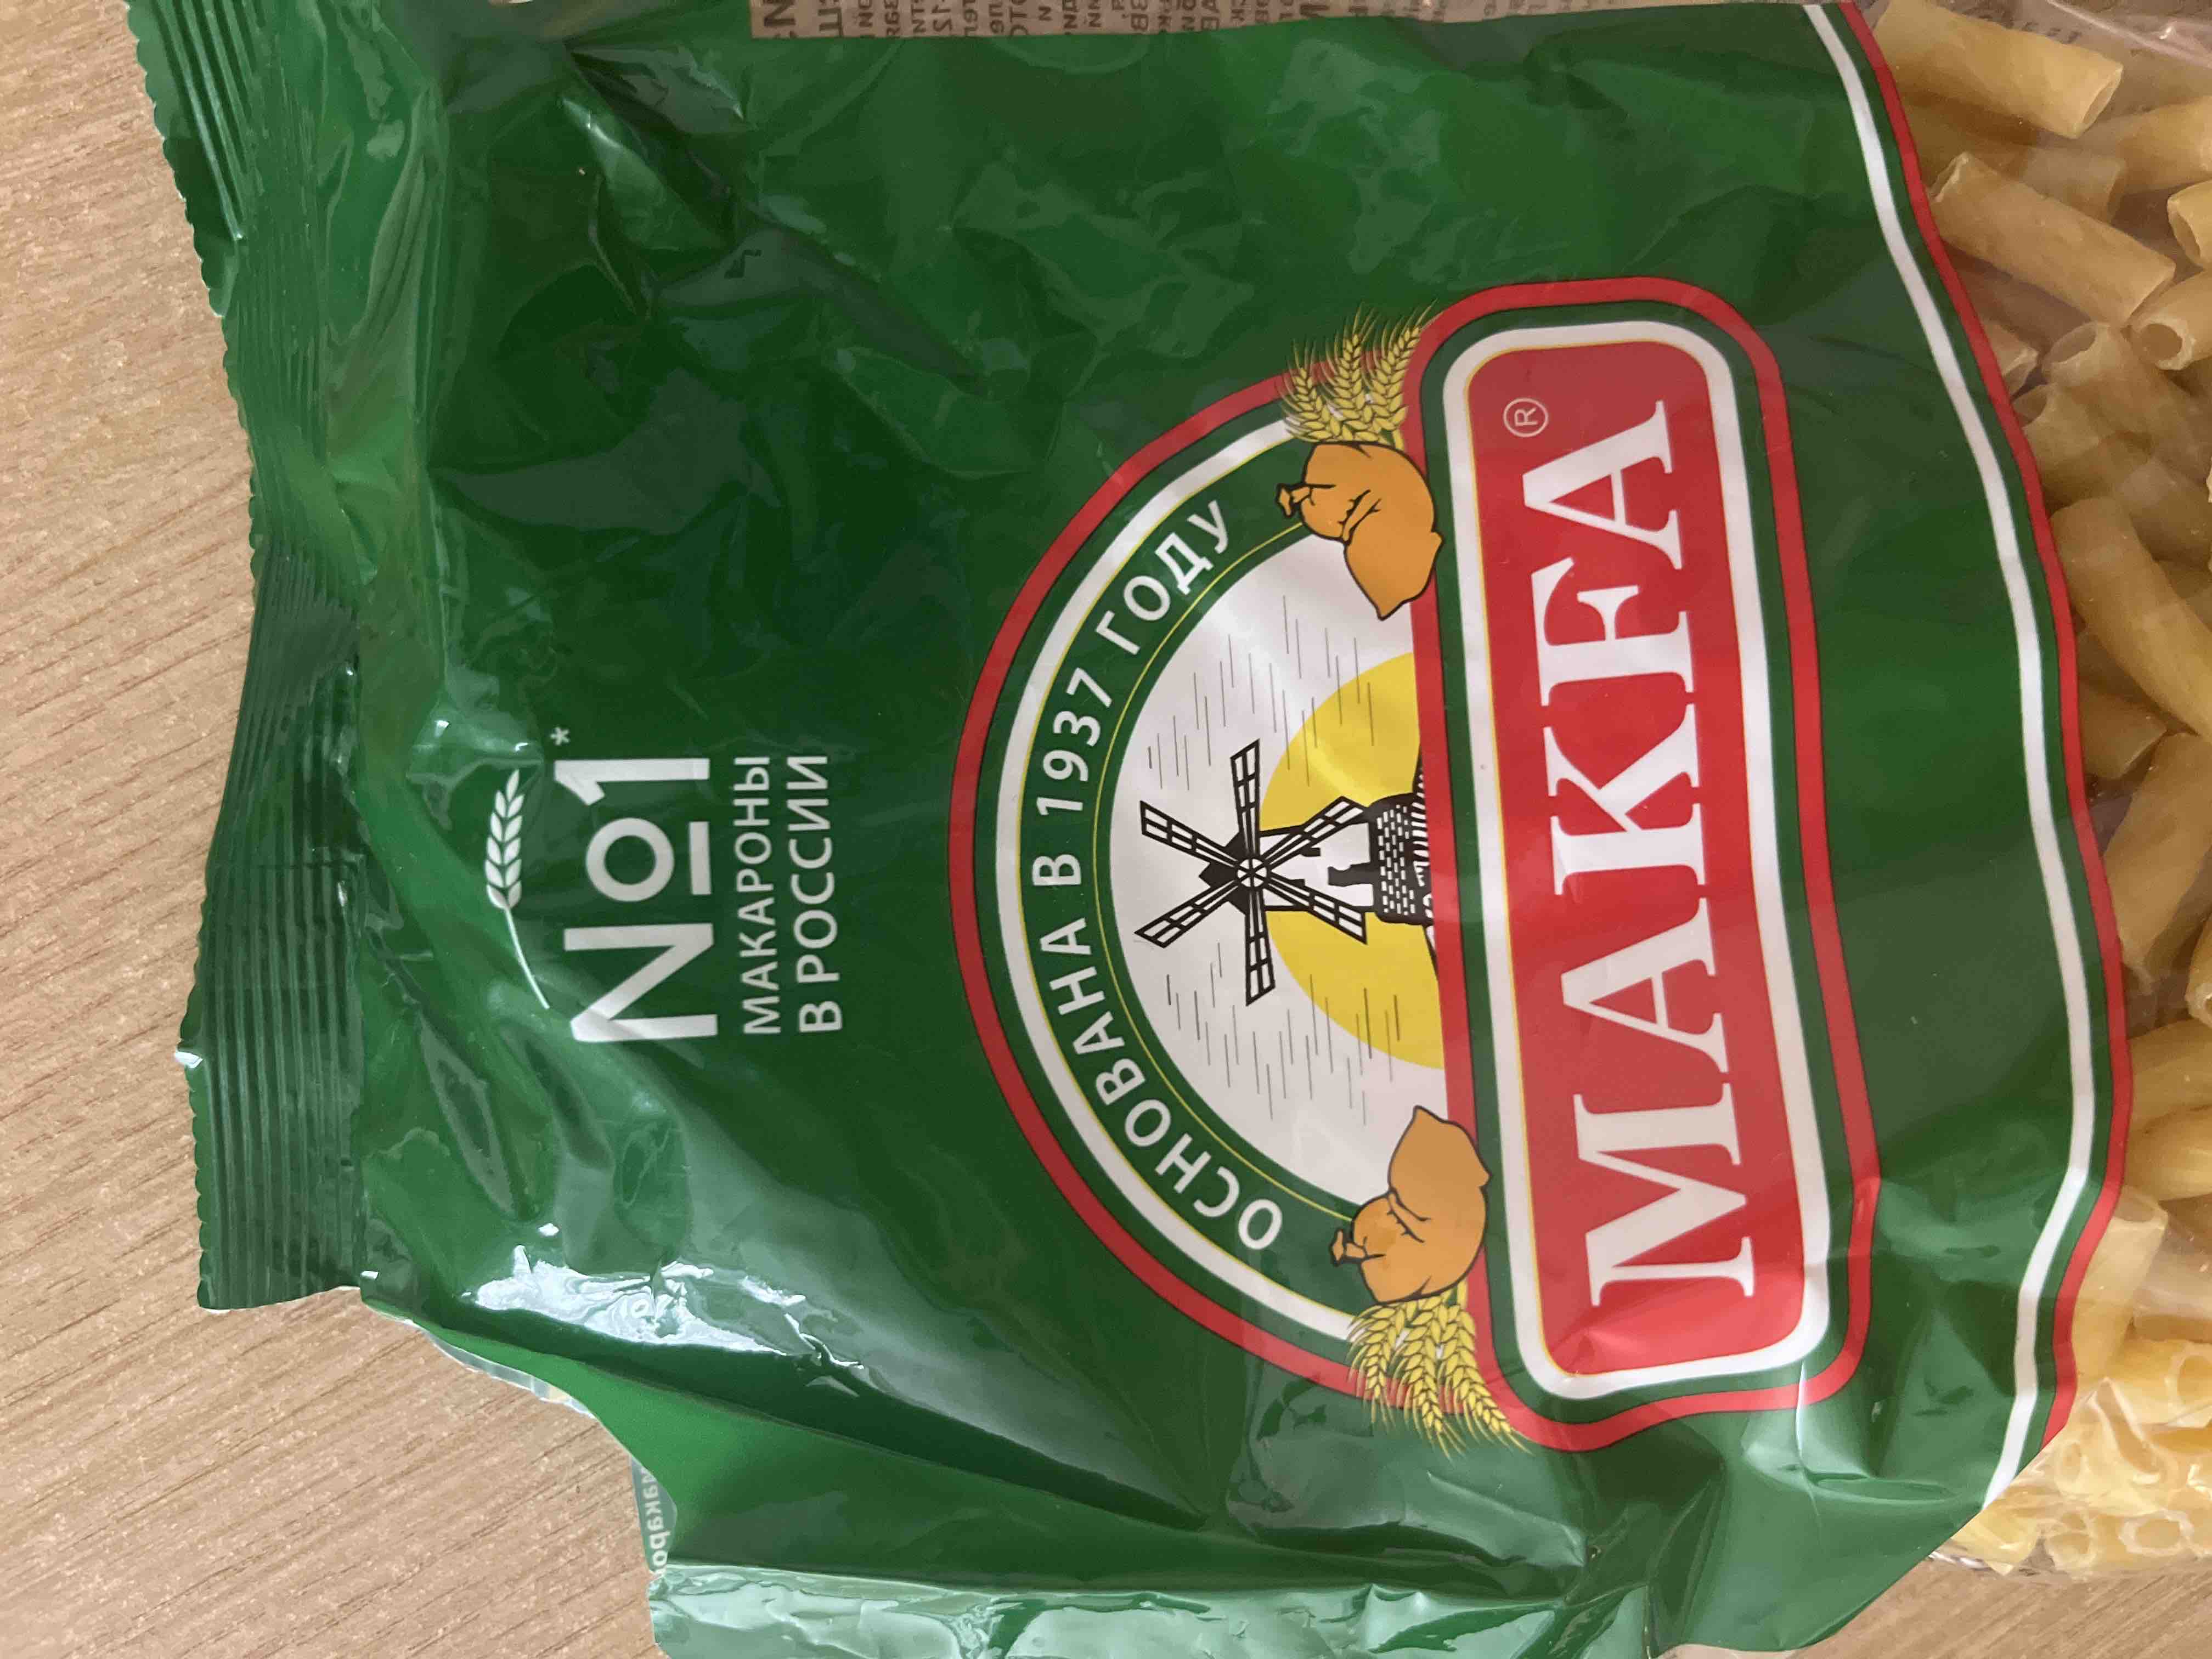 №1*
МАКАРОНЫ
В РОССИИ
ОСНОВАНА В 1937 ГОДУ
MAKFA®